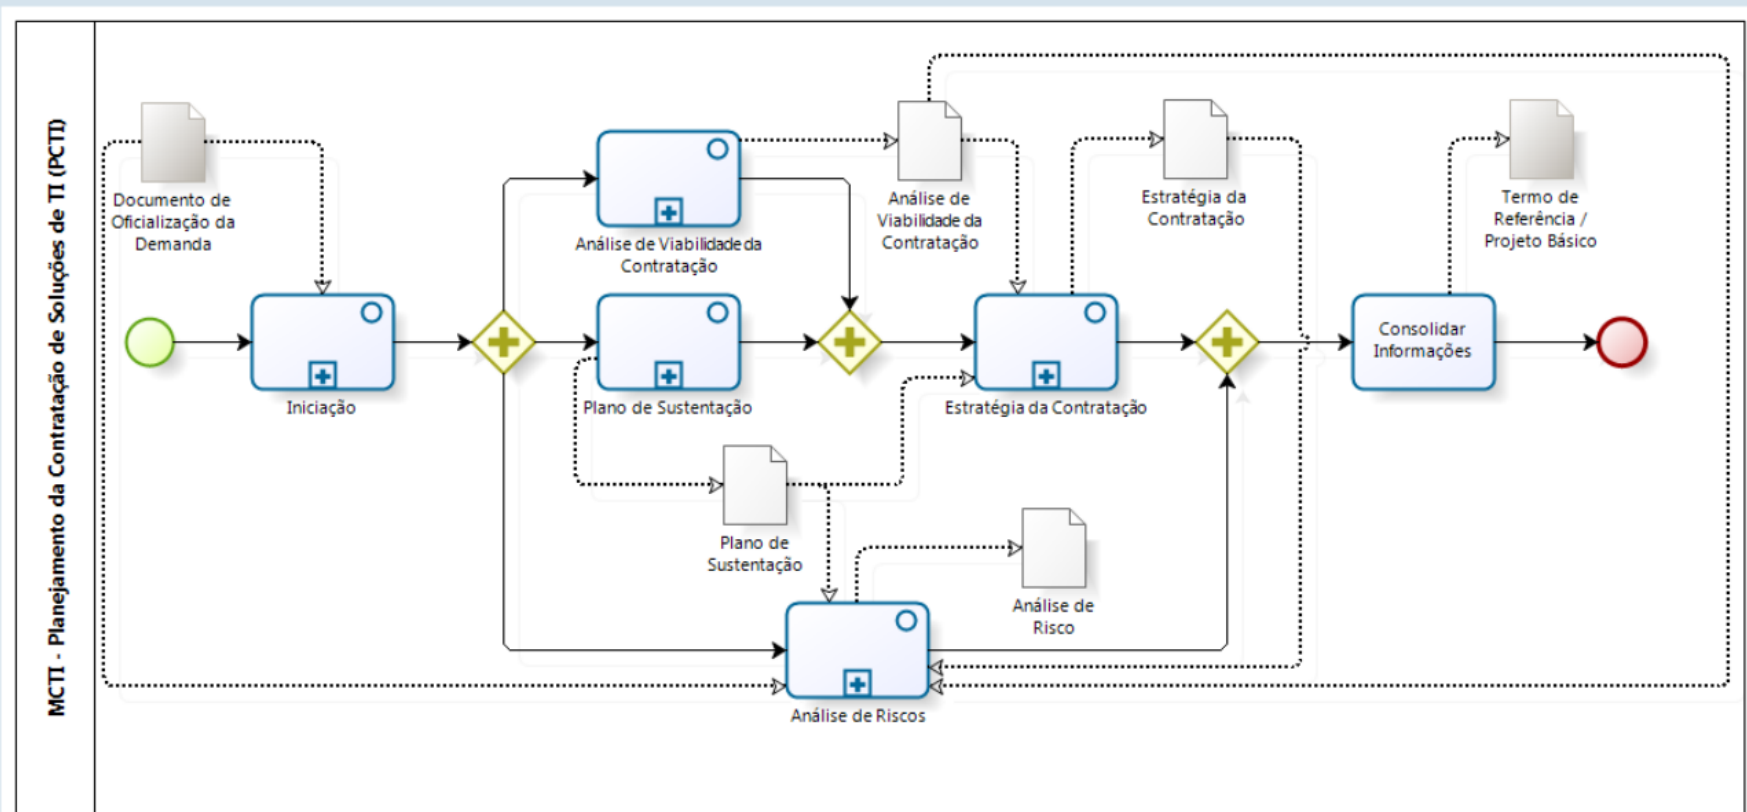 MCTI - Planejamento da Contratação de Soluções de TI (PCTI)
Documento de
Oficialização da
Demanda
Iniciação
Análise de Viabilidade da
Contratação
Plano de Sustentação
Plano de
Sustentação
Análise de
Viabilidade da
Contratação
Estratégia da Contratação
Estratégia da
Contratação
Análise de
Risco
Análise de Riscos
Consolidar
Informações
Termo de
Referência /
Projeto Básico